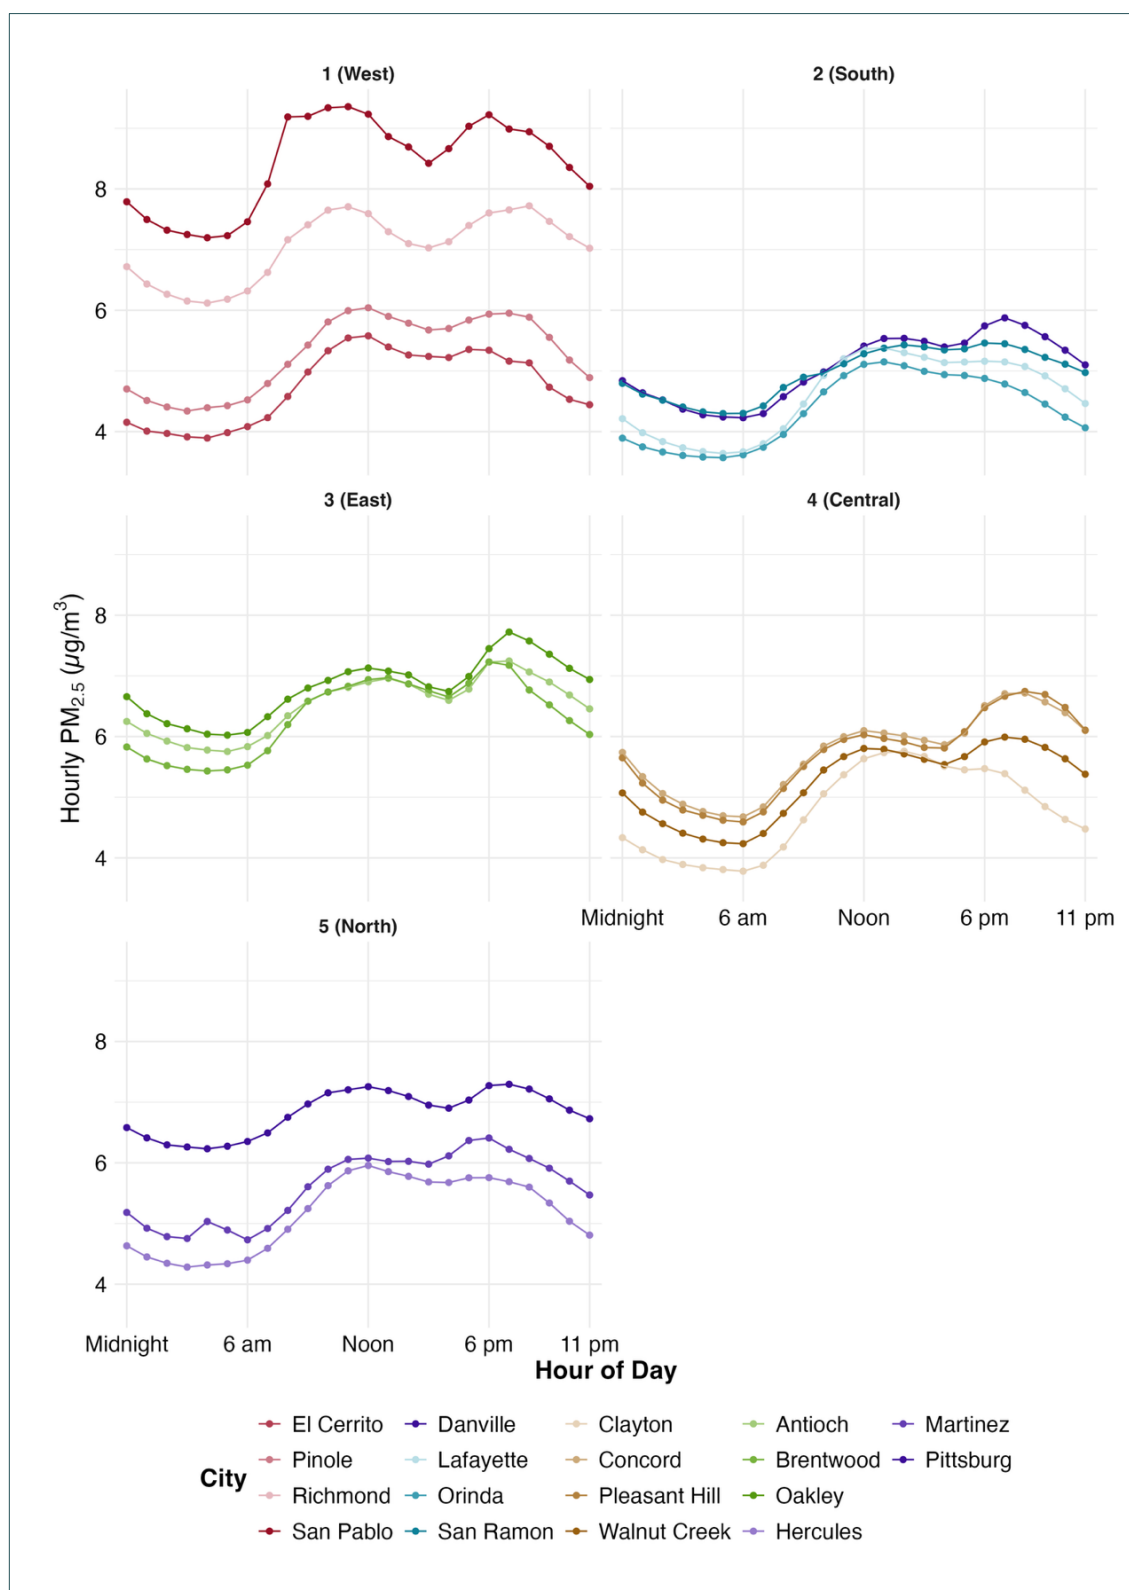 1 (West)
2 (South)
8
6
4
3 (East)
4 (Central)
Hourly PM2.5 (µg/m3)
8
6
4
Midnight 6 am Noon 6 pm 11 pm
5 (North)
8
6
4
Midnight 6 am Noon 6 pm 11 pm
Hour of Day
City
El Cerrito Danville Clayton Antioch Martinez
Pinole Lafayette Concord Brentwood Pittsburg
Richmond Orinda Pleasant Hill Oakley
San Pablo San Ramon Walnut Creek Hercules